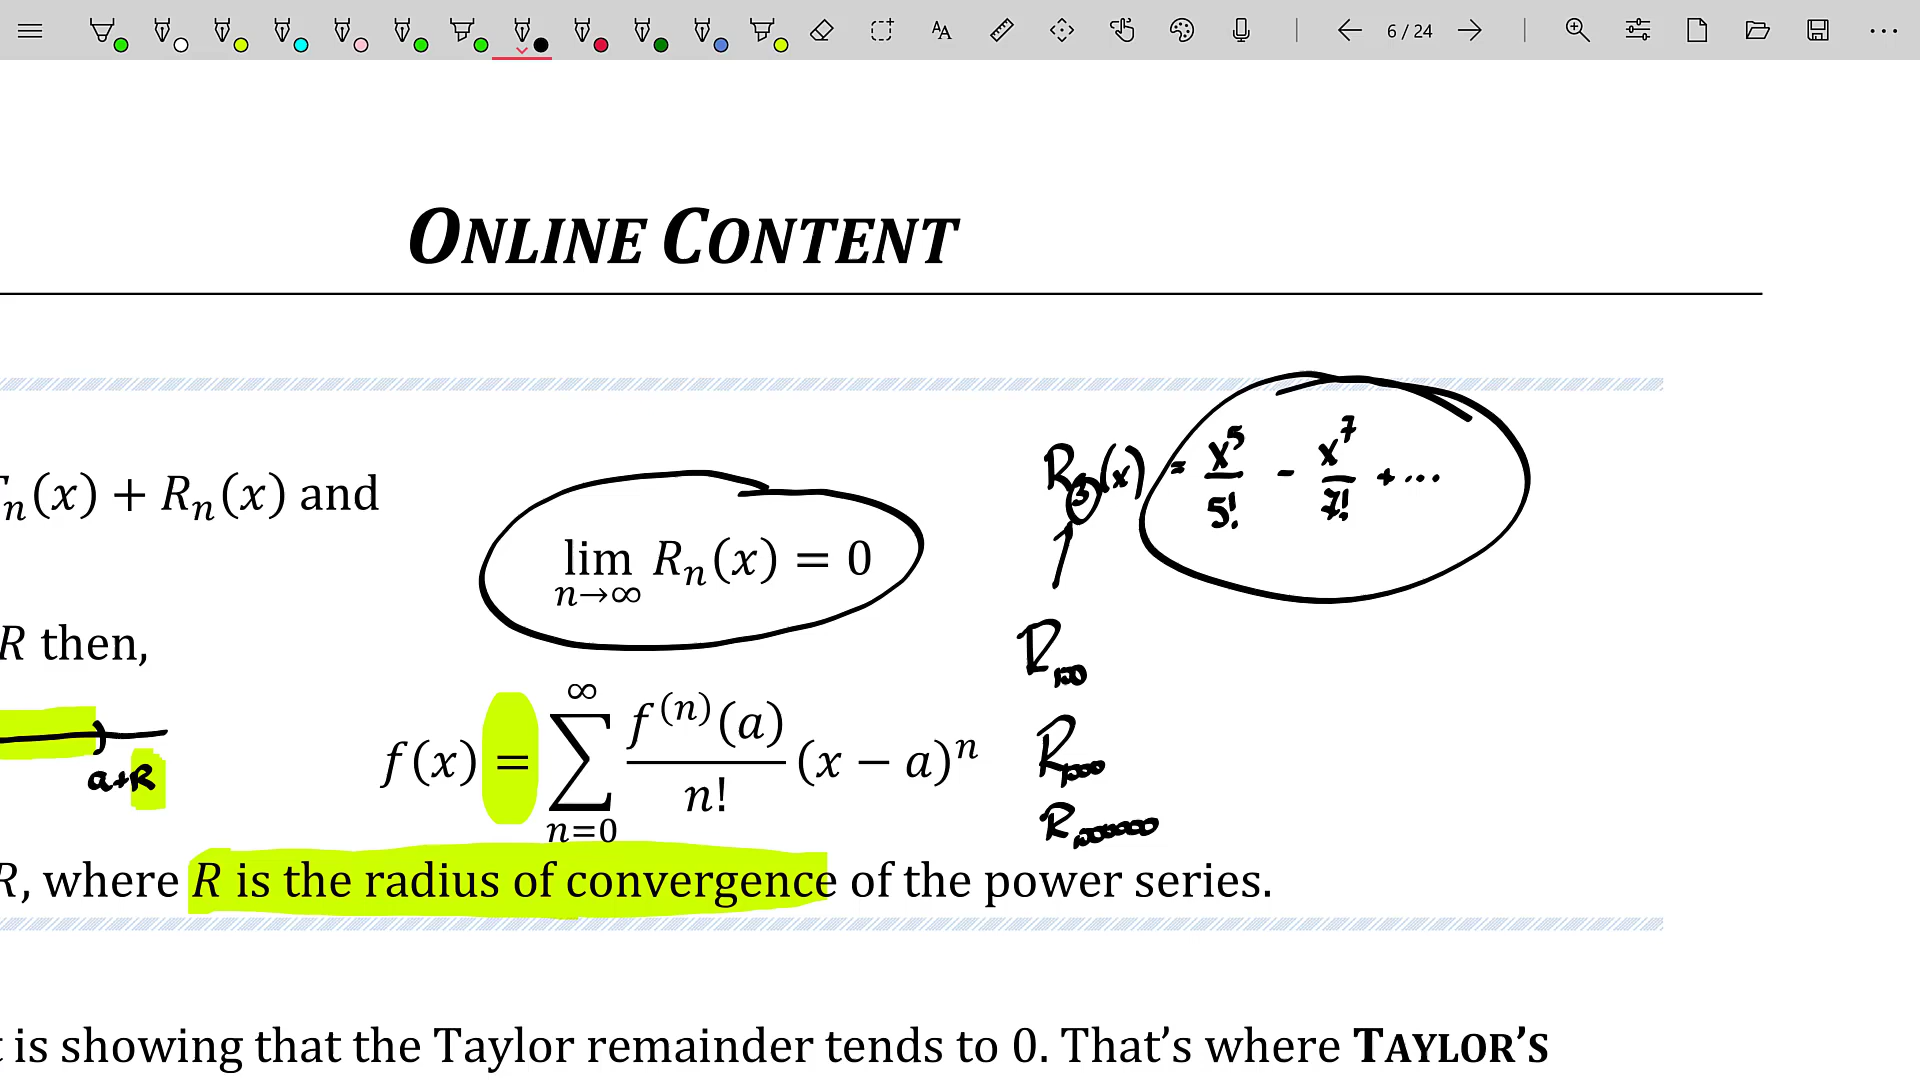 6 / 24
ONLINE CONTENT
R₃(x) = x⁵/5! - x⁷/7! + ...
Tₙ(x) + Rₙ(x) and
lim n→∞ Rₙ(x) = 0
R then,
R₁₀₀
a+R
f(x) = ∑ n=0 ∞ f⁽ⁿ⁾(a)/n! (x − a)ⁿ
R₁₀₀₀
R, where R is the radius of convergence of the power series.
is showing that the Taylor remainder tends to 0. That’s where TAYLOR’S